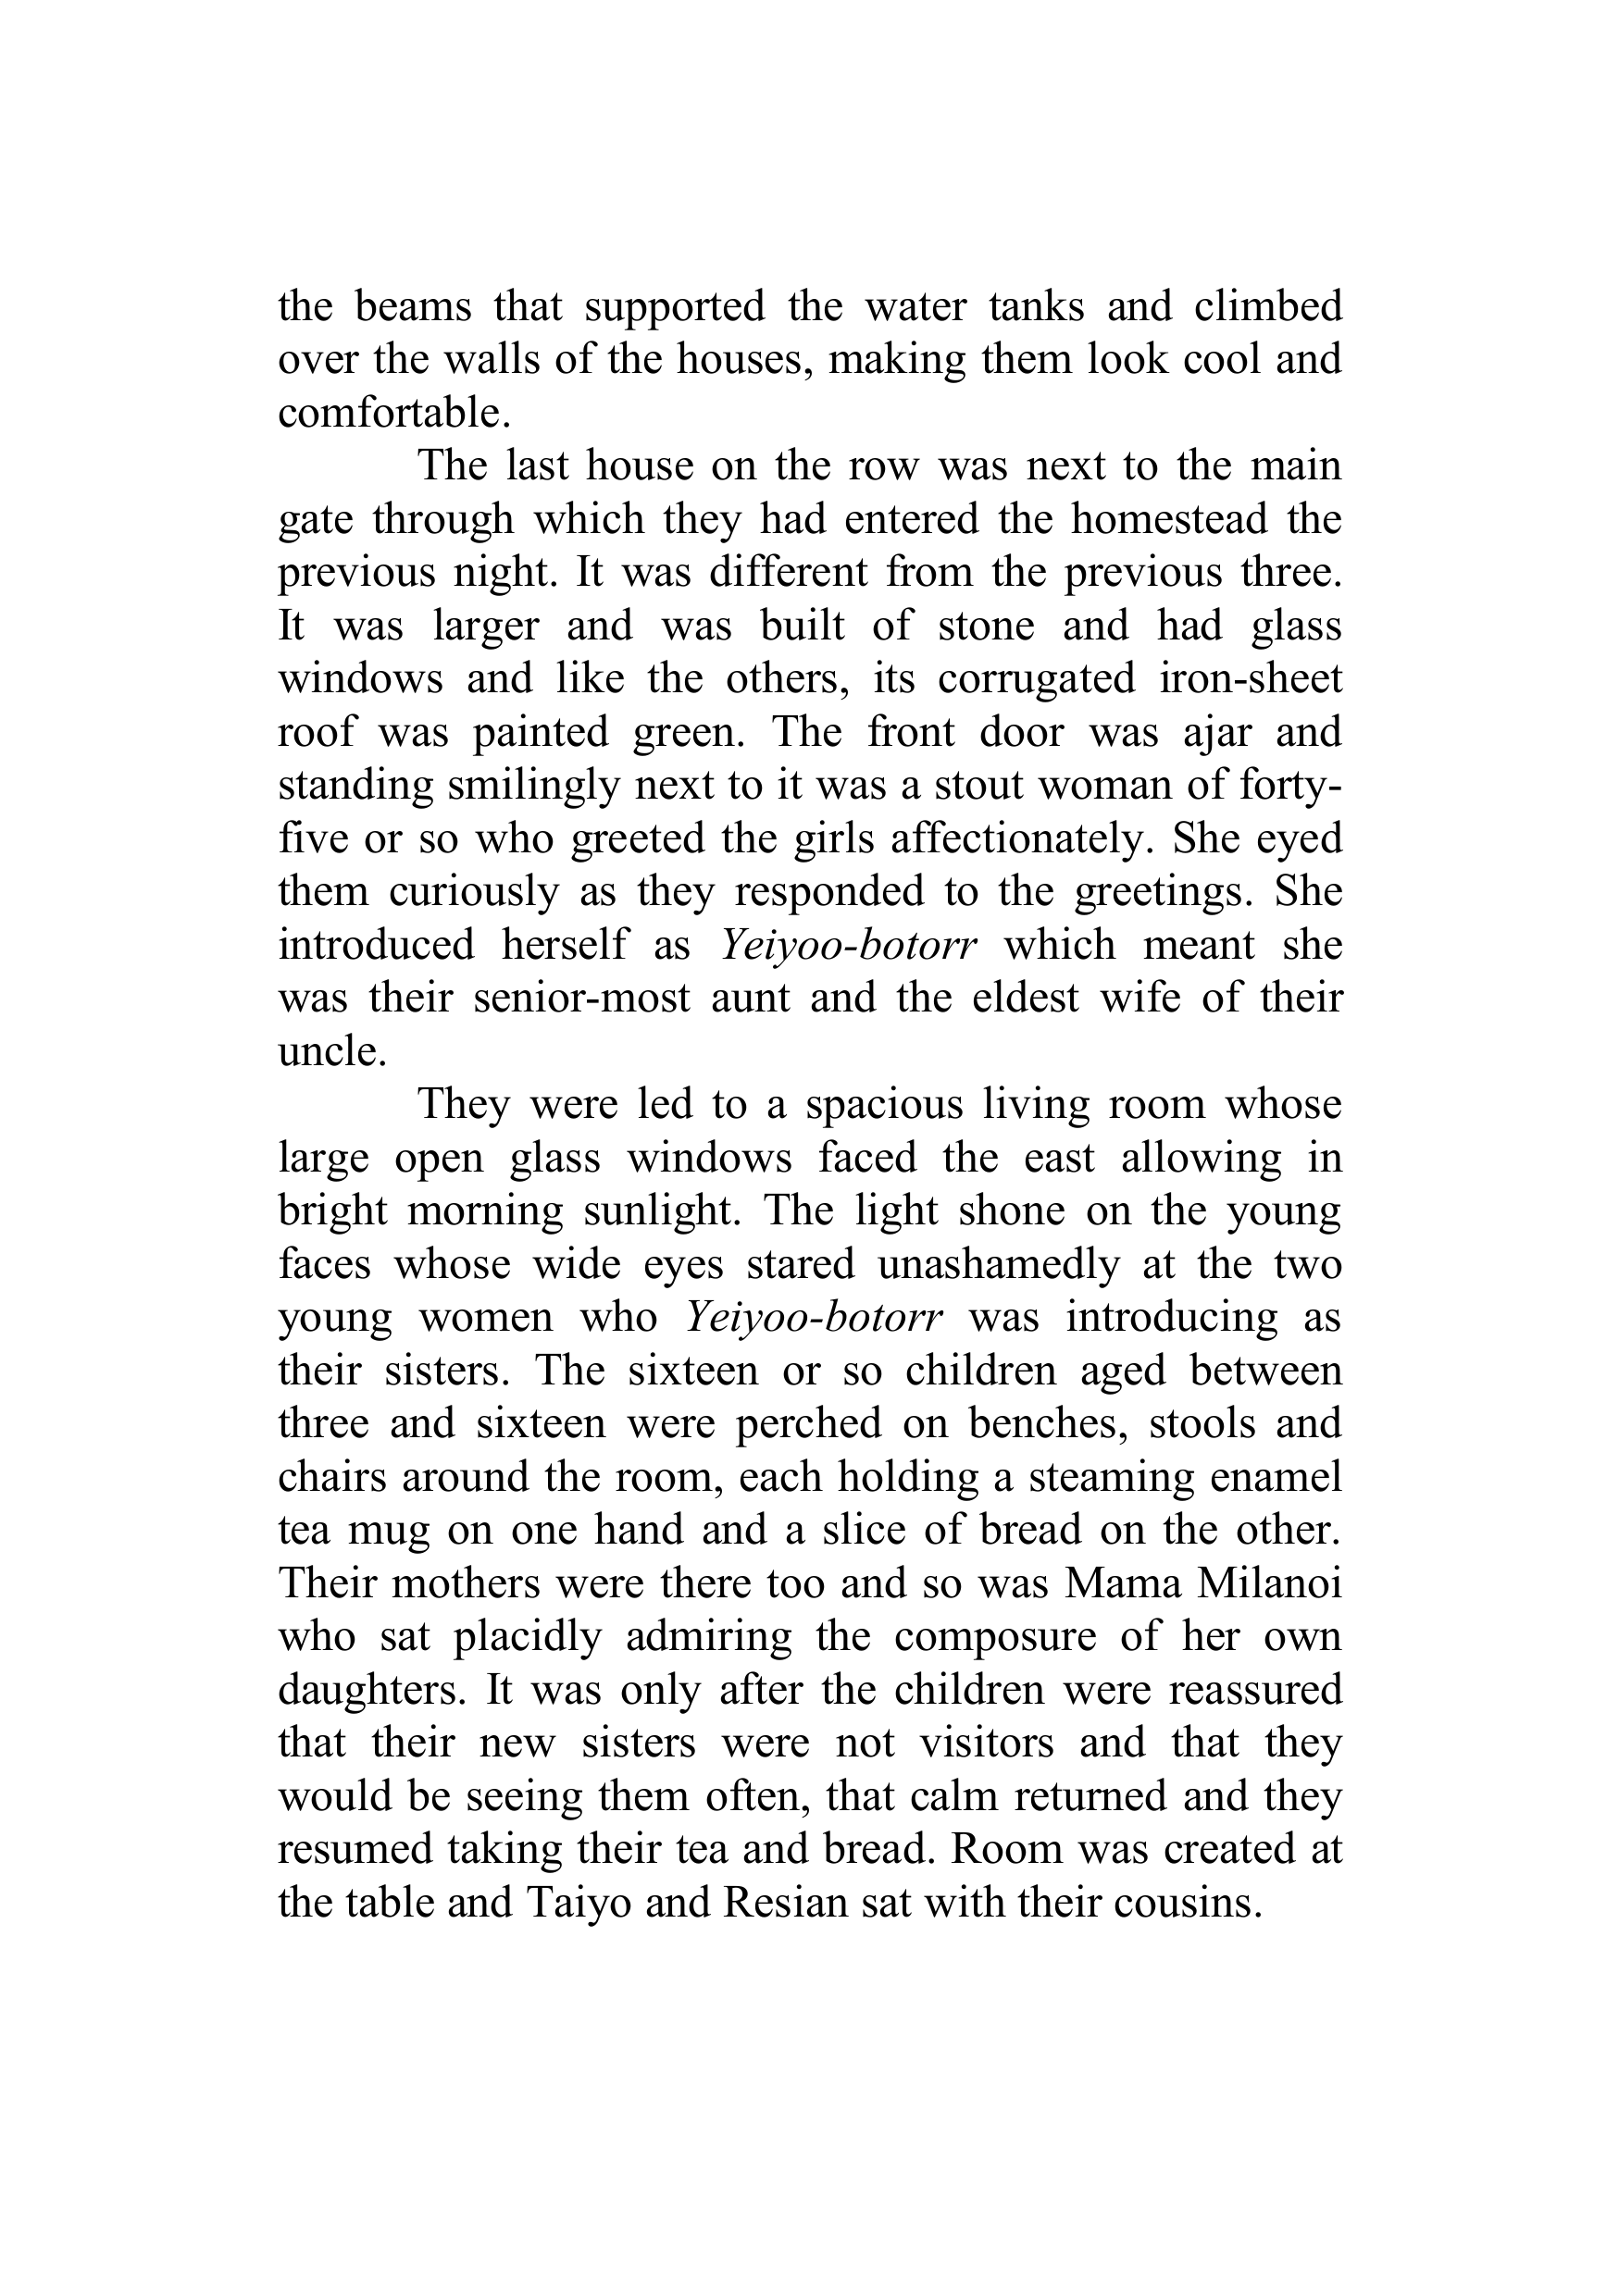 the beams that supported the water tanks and climbed
over the walls of the houses, making them look cool and
comfortable.
The last house on the row was next to the main
gate through which they had entered the homestead the
previous night. It was different from the previous three.
It was larger and was built of stone and had glass
windows and like the others, its corrugated iron-sheet
roof was painted green. The front door was ajar and
standing smilingly next to it was a stout woman of forty-
five or so who greeted the girls affectionately. She eyed
them curiously as they responded to the greetings. She
introduced herself as Yeiyoo-botorr which meant she
was their senior-most aunt and the eldest wife of their
uncle.
They were led to a spacious living room whose
large open glass windows faced the east allowing in
bright morning sunlight. The light shone on the young
faces whose wide eyes stared unashamedly at the two
young women who Yeiyoo-botorr was introducing as
their sisters. The sixteen or so children aged between
three and sixteen were perched on benches, stools and
chairs around the room, each holding a steaming enamel
tea mug on one hand and a slice of bread on the other.
Their mothers were there too and so was Mama Milanoi
who sat placidly admiring the composure of her own
daughters. It was only after the children were reassured
that their new sisters were not visitors and that they
would be seeing them often, that calm returned and they
resumed taking their tea and bread. Room was created at
the table and Taiyo and Resian sat with their cousins.